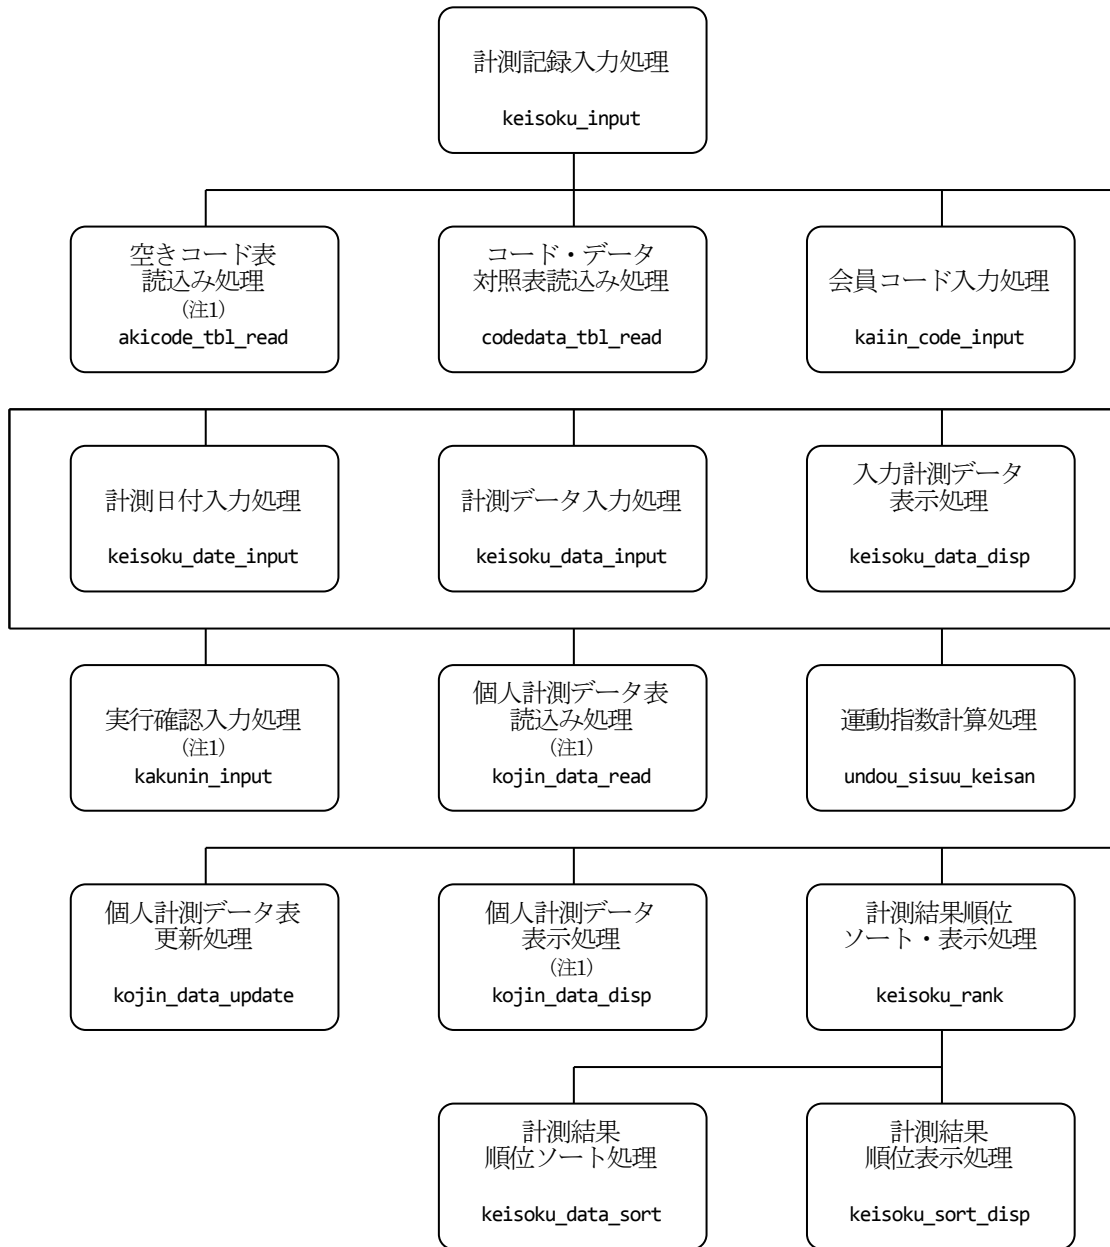 計測記録入力処理
keisoku_input
空きコード表
読込み処理
（注1）
akicode_tbl_read
コード・データ
対照表読込み処理
codedata_tbl_read
会員コード入力処理
kaiin_code_input
計測日付入力処理
keisoku_date_input
計測データ入力処理
keisoku_data_input
入力計測データ
表示処理
keisoku_data_disp
実行確認入力処理
（注1）
kakunin_input
個人計測データ表
読込み処理
（注1）
kojin_data_read
運動指数計算処理
undou_sisuu_keisan
個人計測データ表
更新処理
kojin_data_update
個人計測データ
表示処理
（注1）
kojin_data_disp
計測結果順位
ソート・表示処理
keisoku_rank
計測結果
順位ソート処理
keisoku_data_sort
計測結果
順位表示処理
keisoku_sort_disp